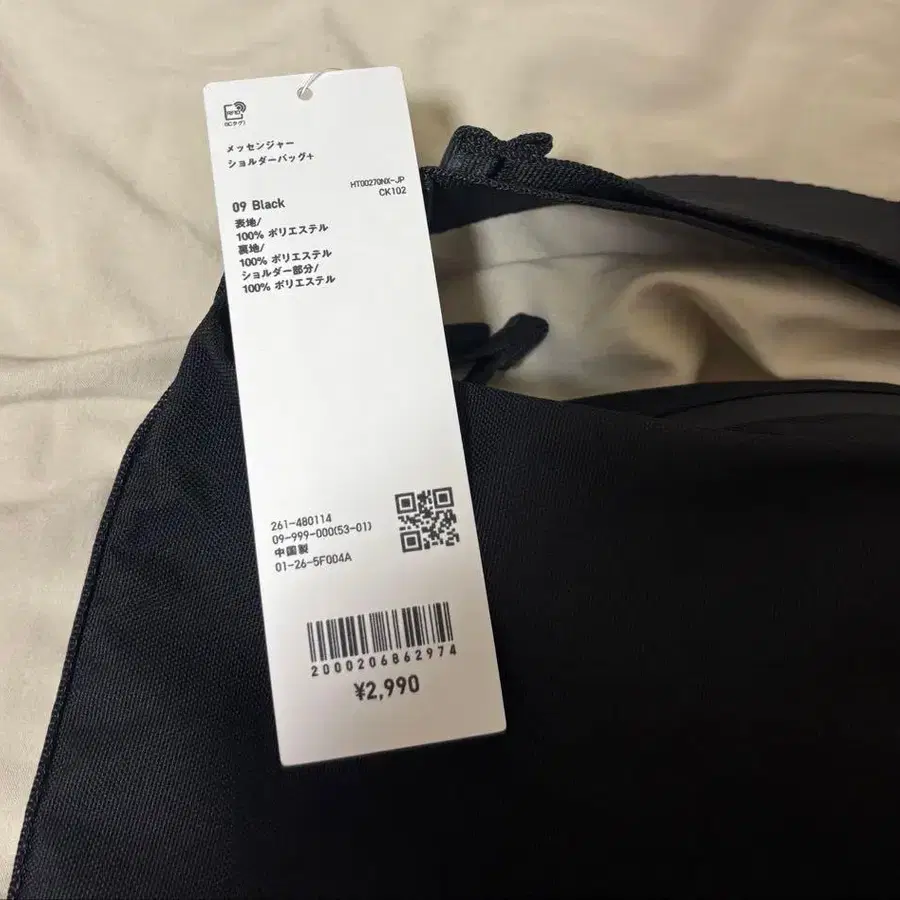 RFID
(ICタグ)
メッセンジャー
ショルダーバッグ+
HT00270NX-JP
CK102
09 Black
表地/
100% ポリエステル
裏地/
100% ポリエステル
ショルダー部分/
100% ポリエステル
261-480114
09-999-000(53-01)
中国製
01-26-5F004A
2000206862974
¥2,990